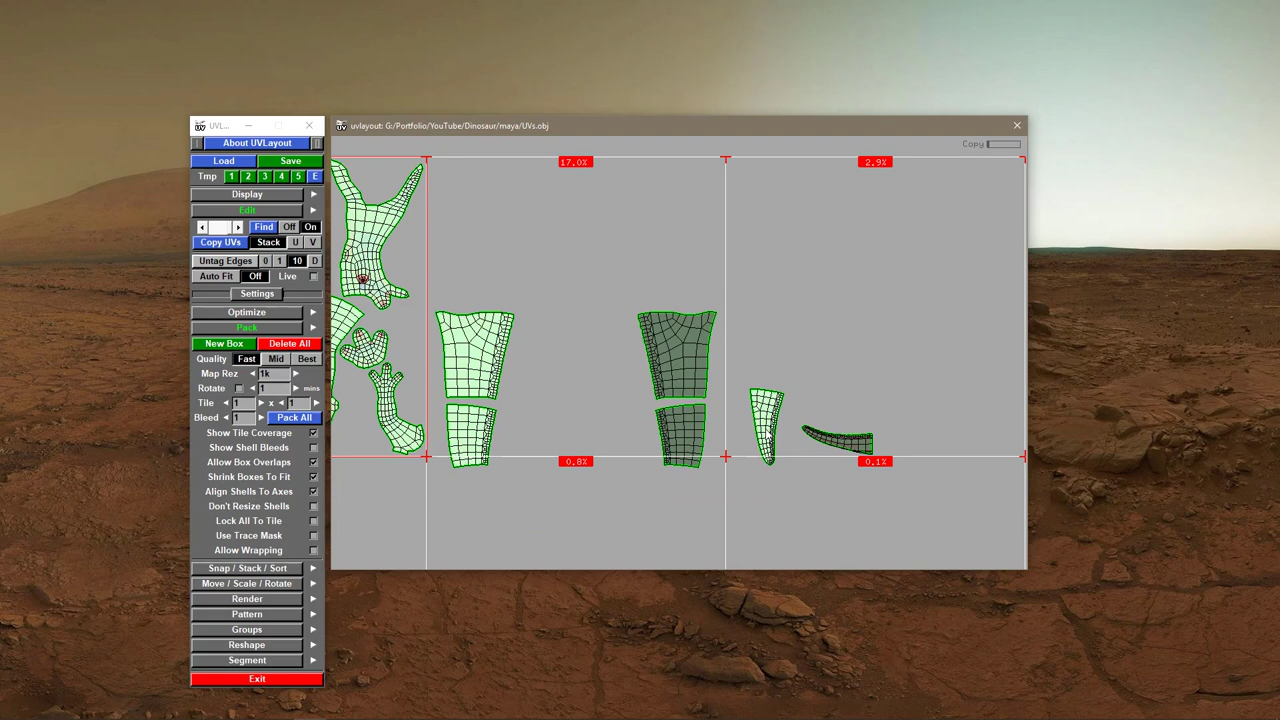 UVL...
uvlayout: G:/Portfolio/YouTube/Dinosaur/maya/UVs.obj
About UVLayout
Copy
Load Save
Tmp 1 2 3 4 5 E
17.0% 2.9%
Display
Edit
Find Off On
Copy UVs Stack U V
Untag Edges 0 1 10 D
Auto Fit Off Live
Settings
Optimize
Pack
New Box Delete All
Quality Fast Mid Best
Map Rez 1k
Rotate 1 mins
Tile 1 x 1
Bleed 1 Pack All
Show Tile Coverage
Show Shell Bleeds
Allow Box Overlaps
0.8% 0.1%
Shrink Boxes To Fit
Align Shells To Axes
Don't Resize Shells
Lock All To Tile
Use Trace Mask
Allow Wrapping
Snap / Stack / Sort
Move / Scale / Rotate
Render
Pattern
Groups
Reshape
Segment
Exit